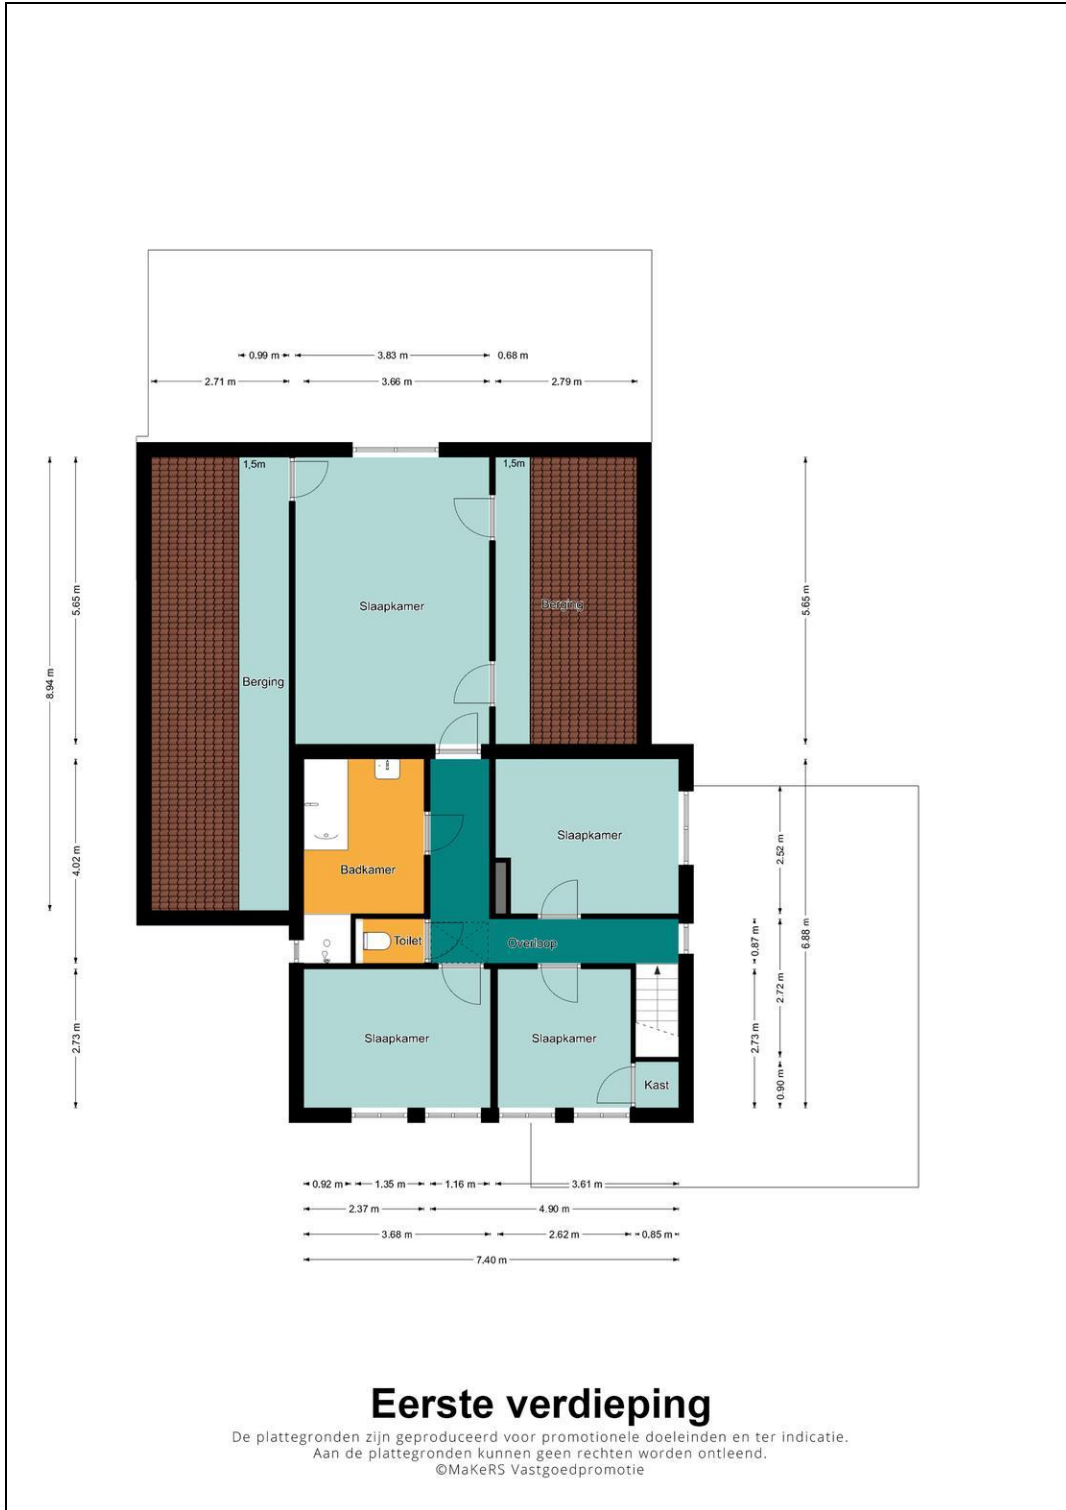 0.99 m
3.83 m
0.68 m
2.71 m
3.66 m
2.79 m
1,5m
1,5m
5.65 m
8.94 m
4.02 m
2.73 m
Slaapkamer
Berging
Berging
5.65 m
Slaapkamer
Badkamer
Toilet
Overloop
Slaapkamer
Slaapkamer
Kast
2.52 m
6.88 m
0.87 m
2.72 m
2.73 m
0.90 m
0.92 m
1.35 m
1.16 m
3.61 m
2.37 m
4.90 m
3.68 m
2.62 m
0.85 m
7.40 m
Eerste verdieping
De plattegronden zijn geproduceerd voor promotionele doeleinden en ter indicatie.
Aan de plattegronden kunnen geen rechten worden ontleend.
©MaKeRS Vastgoedpromotie